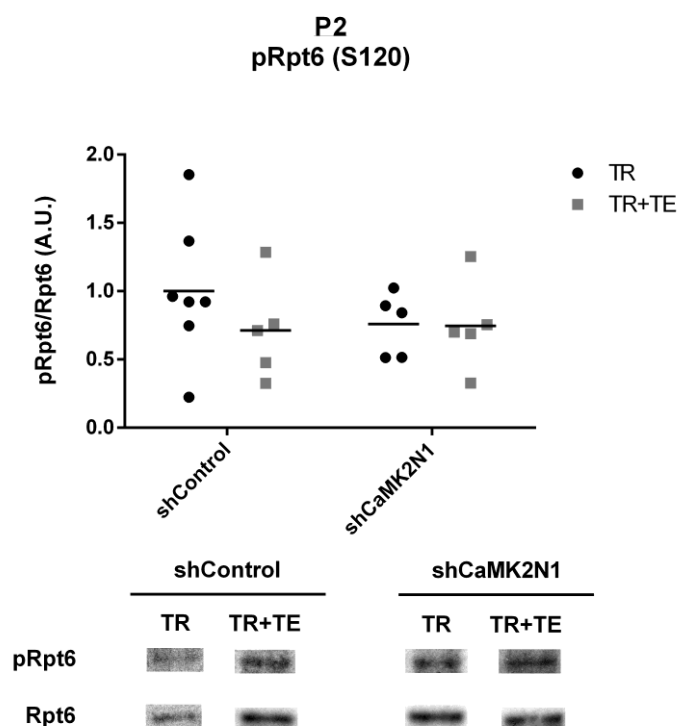 P2
pRpt6 (S120)
2.0
1.5
1.0
0.5
0.0
pRpt6/Rpt6 (A.U.)
TR
TR+TE
shControl
shCaMK2N1
shControl shCaMK2N1
TR TR+TE TR TR+TE
pRpt6
Rpt6